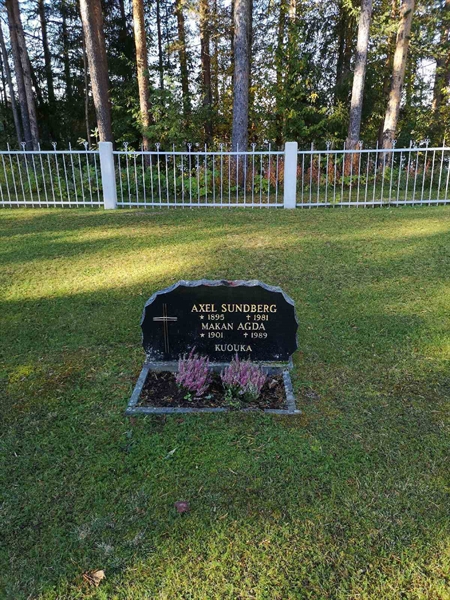 AXEL SUNDBERG
★ 1895 ✝ 1981
MAKAN AGDA
★ 1901 ✝ 1989
KUOUKA